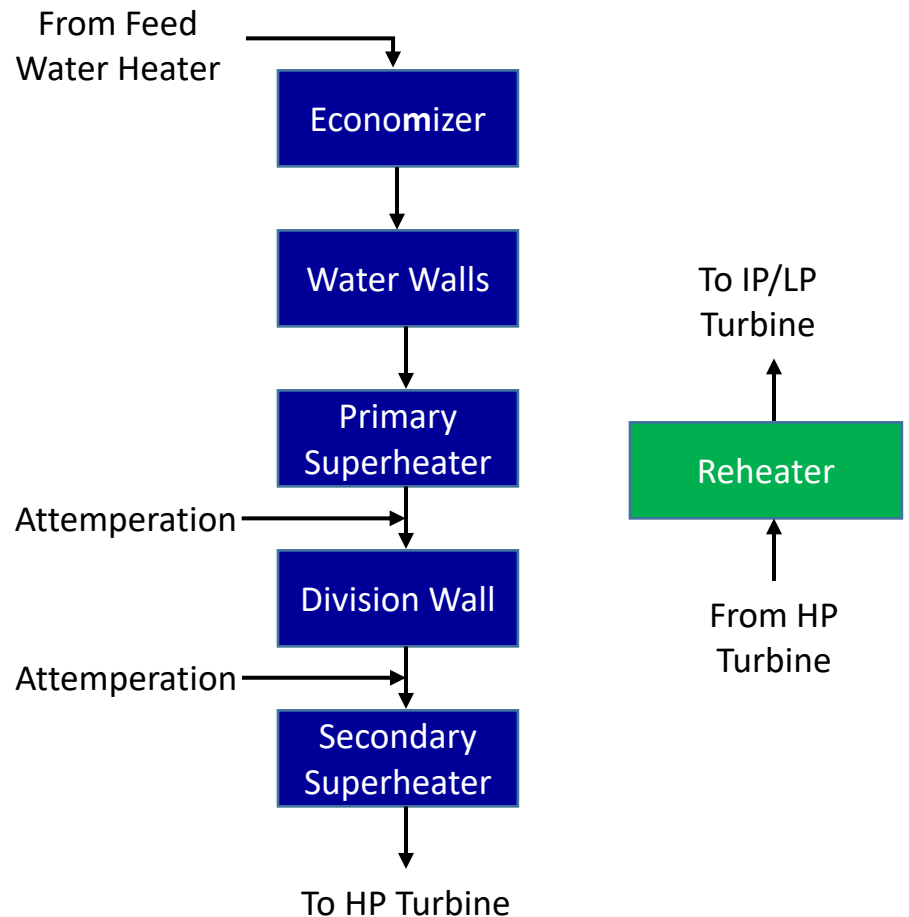 From Feed
Water Heater
Economizer
Water Walls
Primary
Superheater
Attemperation
Division Wall
Attemperation
Secondary
Superheater
To HP Turbine
To IP/LP
Turbine
Reheater
From HP
Turbine